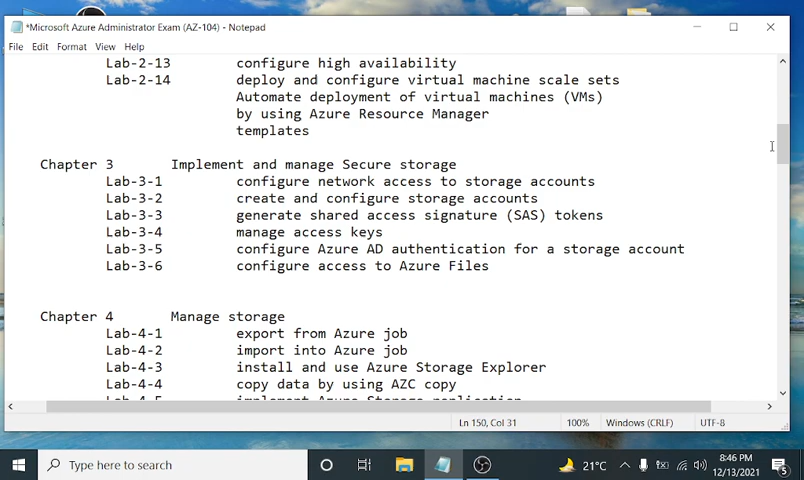 *Microsoft Azure Administrator Exam (AZ-104) - Notepad
File Edit Format View Help
Lab-2-13 configure high availability
Lab-2-14 deploy and configure virtual machine scale sets
Automate deployment of virtual machines (VMs)
by using Azure Resource Manager
templates
Chapter 3 Implement and manage Secure storage
Lab-3-1 configure network access to storage accounts
Lab-3-2 create and configure storage accounts
Lab-3-3 generate shared access signature (SAS) tokens
Lab-3-4 manage access keys
Lab-3-5 configure Azure AD authentication for a storage account
Lab-3-6 configure access to Azure Files
Chapter 4 Manage storage
Lab-4-1 export from Azure job
Lab-4-2 import into Azure job
Lab-4-3 install and use Azure Storage Explorer
Lab-4-4 copy data by using AZC copy
Lab-4-5 implement Azure Storage replication
Ln 150, Col 31 100% Windows (CRLF) UTF-8
Type here to search
21°C
8:46 PM
12/13/2021
5